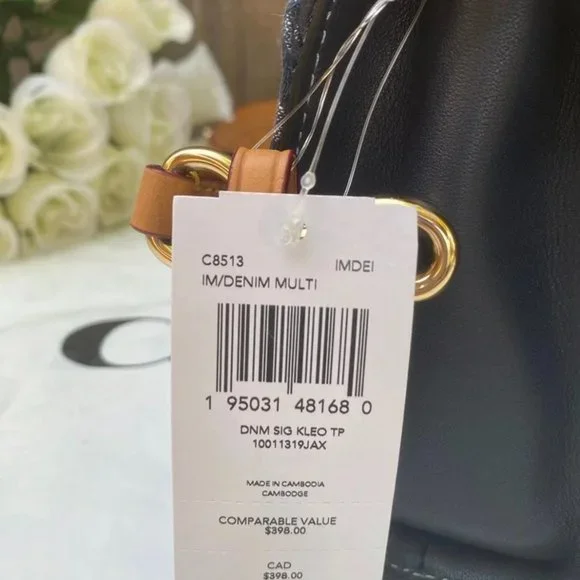 C8513 IMDEI
IM/DENIM MULTI
1 95031 48168 0
DNM SIG KLEO TP
10011319JAX
MADE IN CAMBODIA
CAMBODGE
COMPARABLE VALUE
$398.00
CAD
$398.00
C